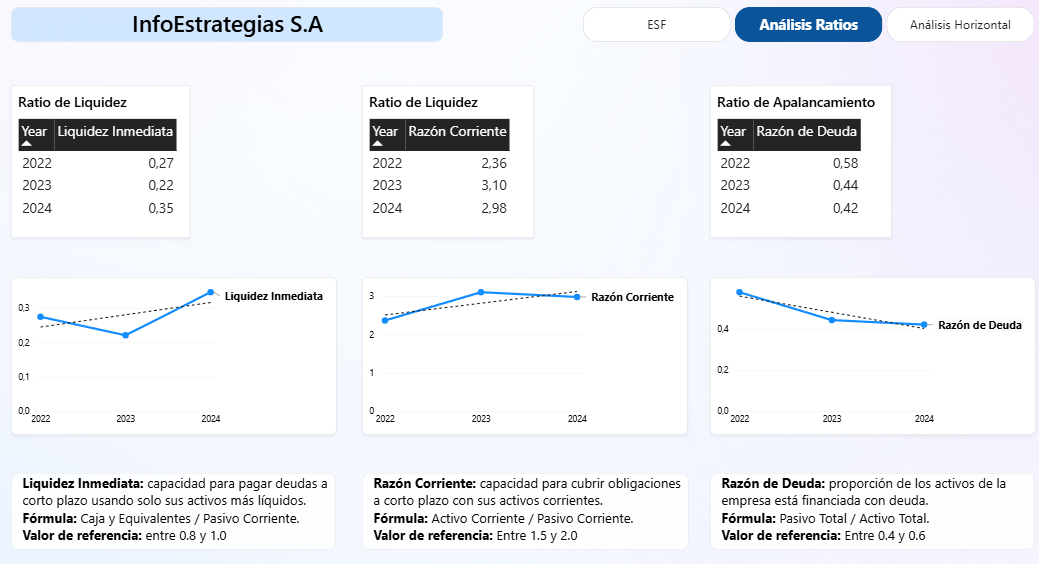 InfoEstrategias S.A
ESF
Análisis Ratios
Análisis Horizontal
Ratio de Liquidez
Year Liquidez Inmediata
2022 0,27
2023 0,22
2024 0,35
Ratio de Liquidez
Year Razón Corriente
2022 2,36
2023 3,10
2024 2,98
Ratio de Apalancamiento
Year Razón de Deuda
2022 0,58
2023 0,44
2024 0,42
Liquidez Inmediata
0,3
0,2
0,1
0,0
2022 2023 2024
Razón Corriente
3
2
1
0
2022 2023 2024
Razón de Deuda
0,4
0,2
0,0
2022 2023 2024
Liquidez Inmediata: capacidad para pagar deudas a
corto plazo usando solo sus activos más líquidos.
Fórmula: Caja y Equivalentes / Pasivo Corriente.
Valor de referencia: entre 0.8 y 1.0
Razón Corriente: capacidad para cubrir obligaciones
a corto plazo con sus activos corrientes.
Fórmula: Activo Corriente / Pasivo Corriente.
Valor de referencia: Entre 1.5 y 2.0
Razón de Deuda: proporción de los activos de la
empresa está financiada con deuda.
Fórmula: Pasivo Total / Activo Total.
Valor de referencia: Entre 0.4 y 0.6